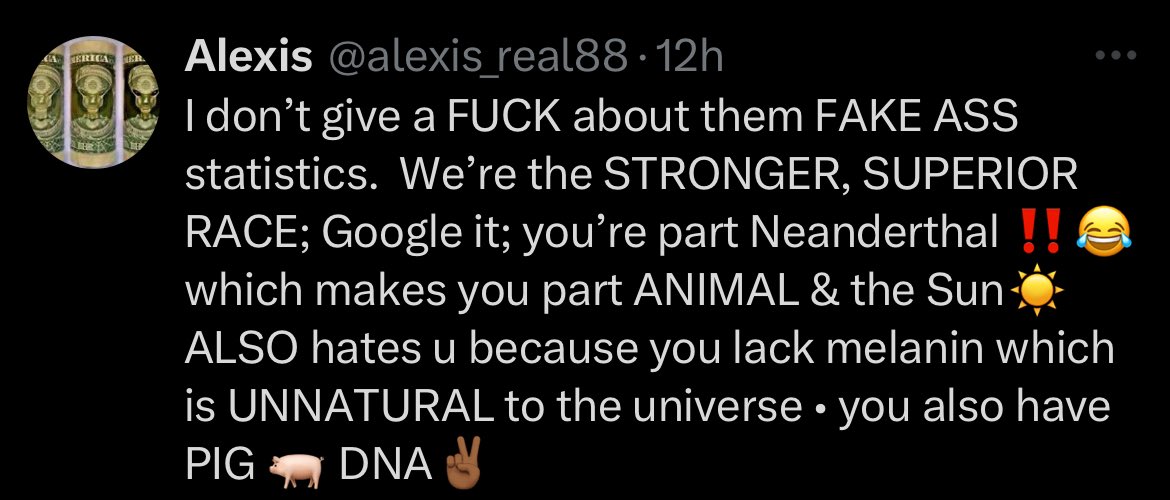 Alexis @alexis_real88 · 12h
I don’t give a FUCK about them FAKE ASS
statistics.  We’re the STRONGER, SUPERIOR
RACE; Google it; you’re part Neanderthal ‼️😂
which makes you part ANIMAL & the Sun☀️
ALSO hates u because you lack melanin which
is UNNATURAL to the universe • you also have
PIG 🐖 DNA✌🏾